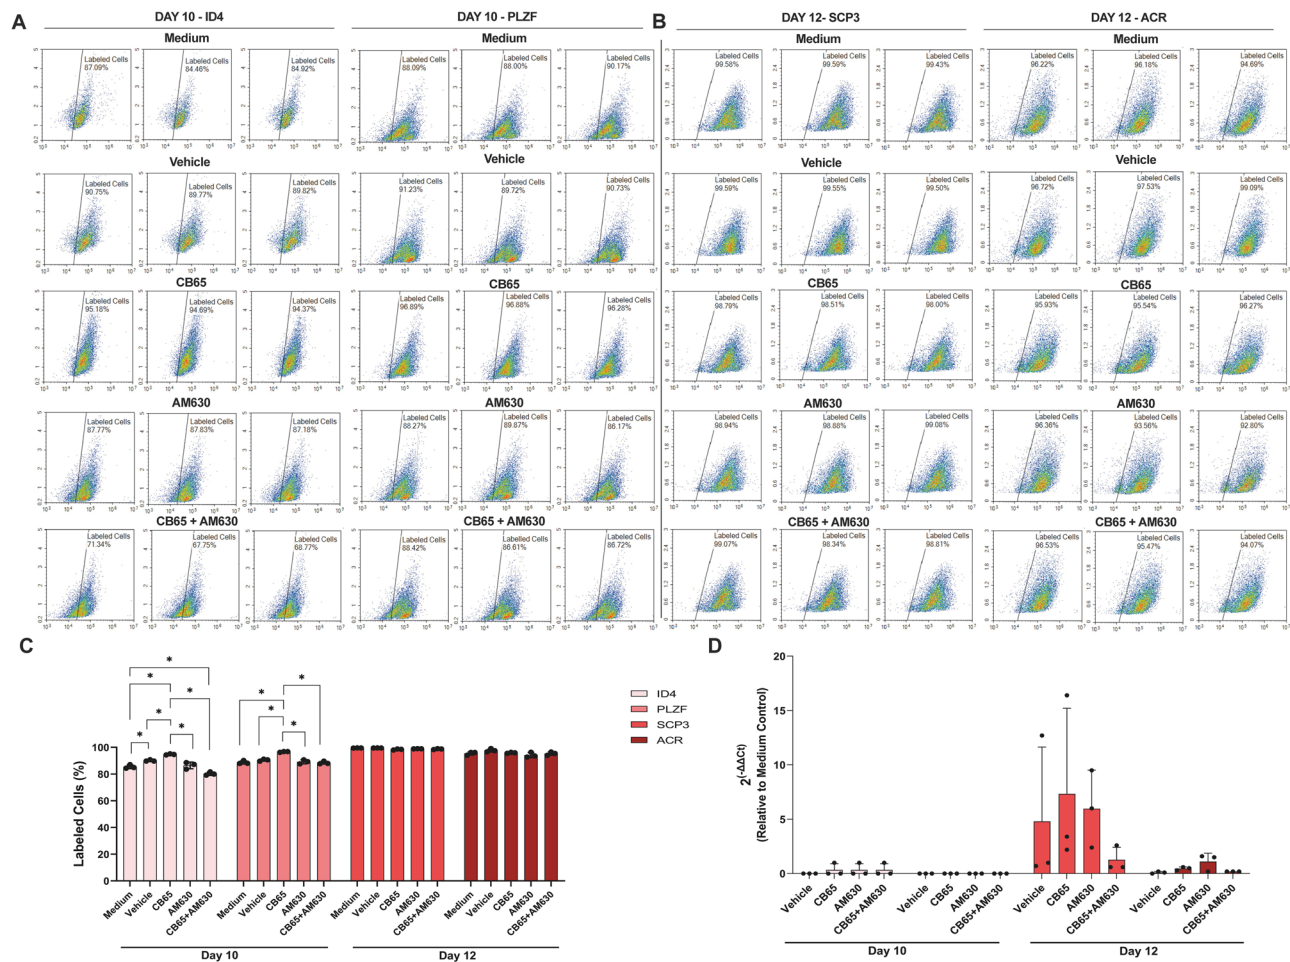 A
DAY 10 - ID4
DAY 10 - PLZF
B
DAY 12- SCP3
DAY 12 - ACR
Medium
Medium
Medium
Medium
Labeled Cells
87.09%
Labeled Cells
84.46%
Labeled Cells
84.92%
Labeled Cells
88.09%
Labeled Cells
88.00%
Labeled Cells
90.17%
Labeled Cells
99.58%
Labeled Cells
99.59%
Labeled Cells
99.43%
Labeled Cells
96.22%
Labeled Cells
96.18%
Labeled Cells
94.69%
Vehicle
Vehicle
Vehicle
Vehicle
Labeled Cells
90.75%
Labeled Cells
89.77%
Labeled Cells
89.82%
Labeled Cells
91.23%
Labeled Cells
89.72%
Labeled Cells
90.73%
Labeled Cells
99.59%
Labeled Cells
99.55%
Labeled Cells
99.50%
Labeled Cells
96.72%
Labeled Cells
97.53%
Labeled Cells
99.09%
CB65
CB65
CB65
CB65
Labeled Cells
95.18%
Labeled Cells
94.69%
Labeled Cells
94.37%
Labeled Cells
96.89%
Labeled Cells
96.88%
Labeled Cells
96.28%
Labeled Cells
98.79%
Labeled Cells
98.51%
Labeled Cells
98.00%
Labeled Cells
95.93%
Labeled Cells
95.54%
Labeled Cells
96.27%
AM630
AM630
AM630
AM630
Labeled Cells
87.77%
Labeled Cells
87.83%
Labeled Cells
87.18%
Labeled Cells
88.27%
Labeled Cells
89.87%
Labeled Cells
88.17%
Labeled Cells
98.94%
Labeled Cells
98.88%
Labeled Cells
99.08%
Labeled Cells
96.36%
Labeled Cells
93.56%
Labeled Cells
92.80%
CB65 + AM630
CB65 + AM630
CB65 + AM630
CB65 + AM630
Labeled Cells
71.34%
Labeled Cells
67.75%
Labeled Cells
68.77%
Labeled Cells
88.42%
Labeled Cells
86.61%
Labeled Cells
86.72%
Labeled Cells
99.07%
Labeled Cells
98.34%
Labeled Cells
98.81%
Labeled Cells
96.53%
Labeled Cells
95.47%
Labeled Cells
94.07%
C
Labeled Cells (%)
100
80
60
40
20
0
* * * * * * * * * * *
Medium
Vehicle
CB65
AM630
CB65+AM630
Medium
Vehicle
CB65
AM630
CB65+AM630
Medium
Vehicle
CB65
AM630
CB65+AM630
Medium
Vehicle
CB65
AM630
CB65+AM630
Day 10
Day 12
ID4
PLZF
SCP3
ACR
D
2(-ΔΔCt)
(Relative to Medium Control)
20
15
10
5
0
Vehicle
CB65
AM630
CB65+AM630
Vehicle
CB65
AM630
CB65+AM630
Vehicle
CB65
AM630
CB65+AM630
Vehicle
CB65
AM630
CB65+AM630
Day 10
Day 12